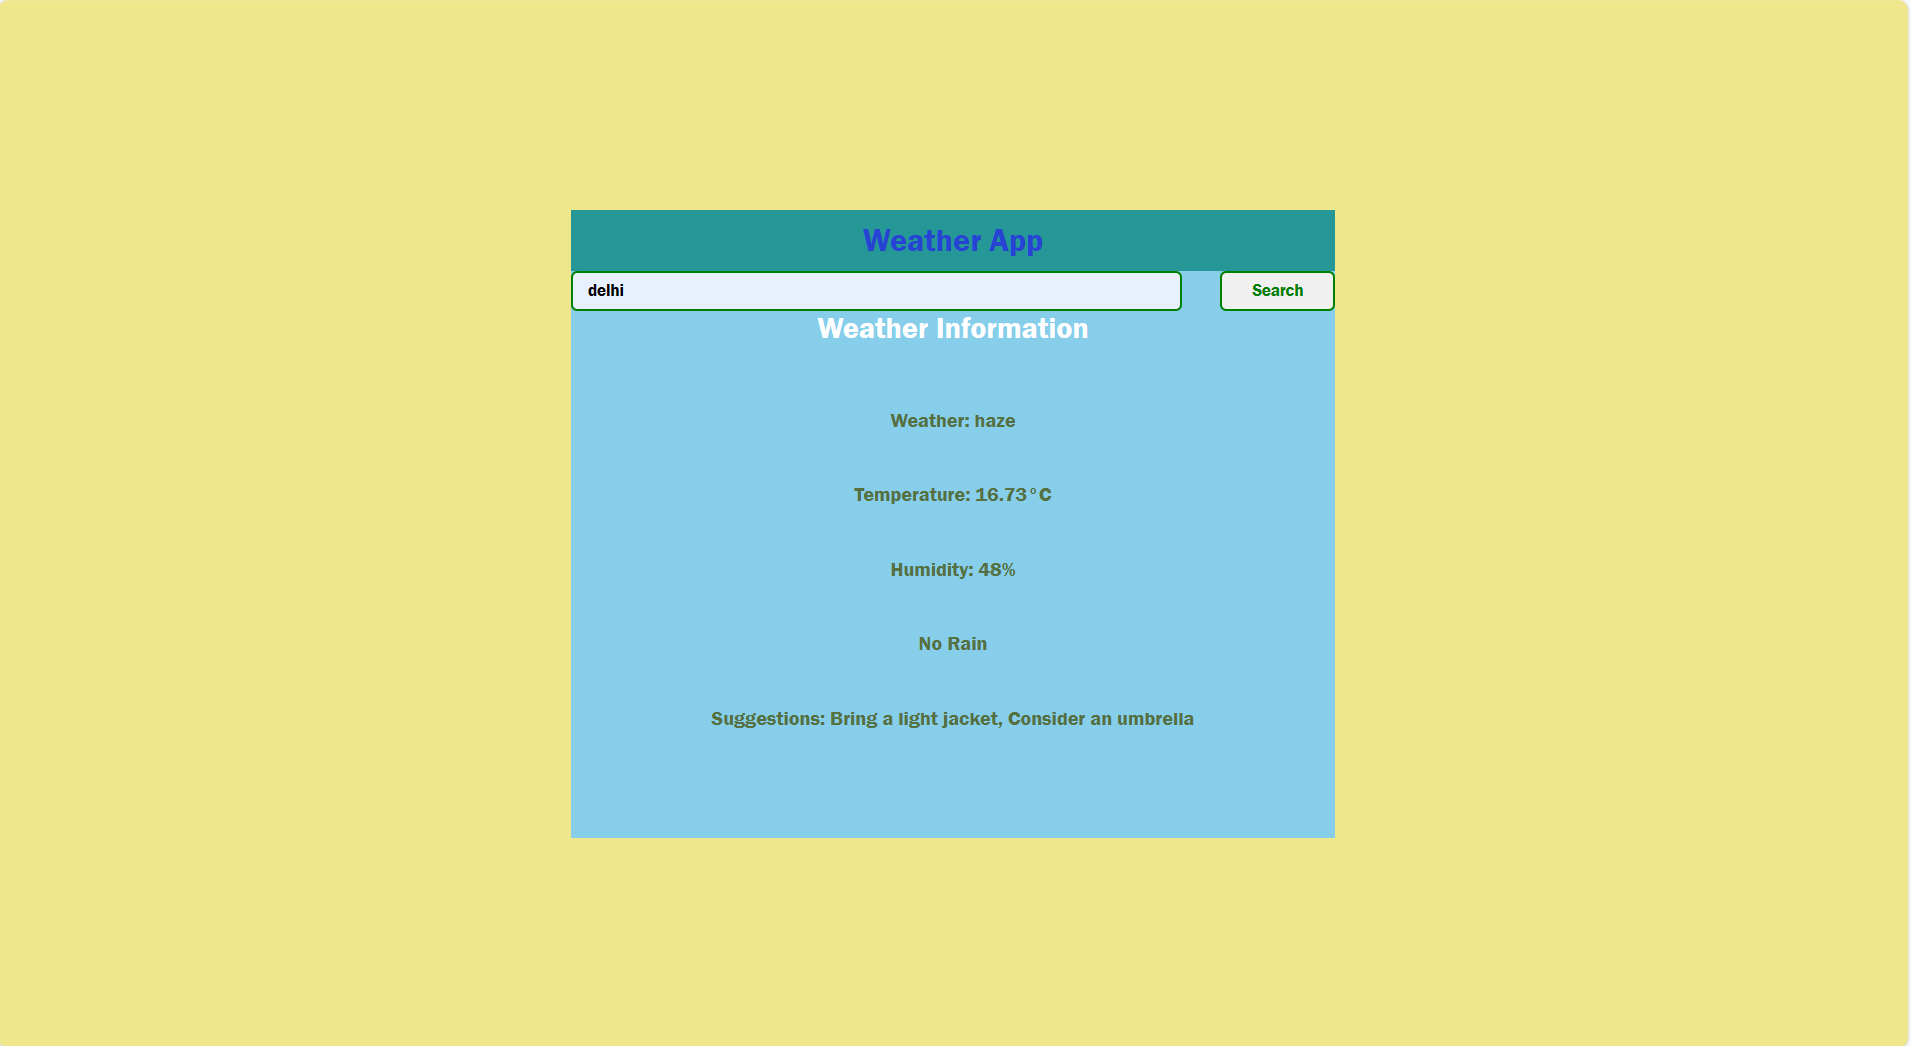 Weather App
delhi
Search
Weather Information
Weather: haze
Temperature: 16.73°C
Humidity: 48%
No Rain
Suggestions: Bring a light jacket, Consider an umbrella